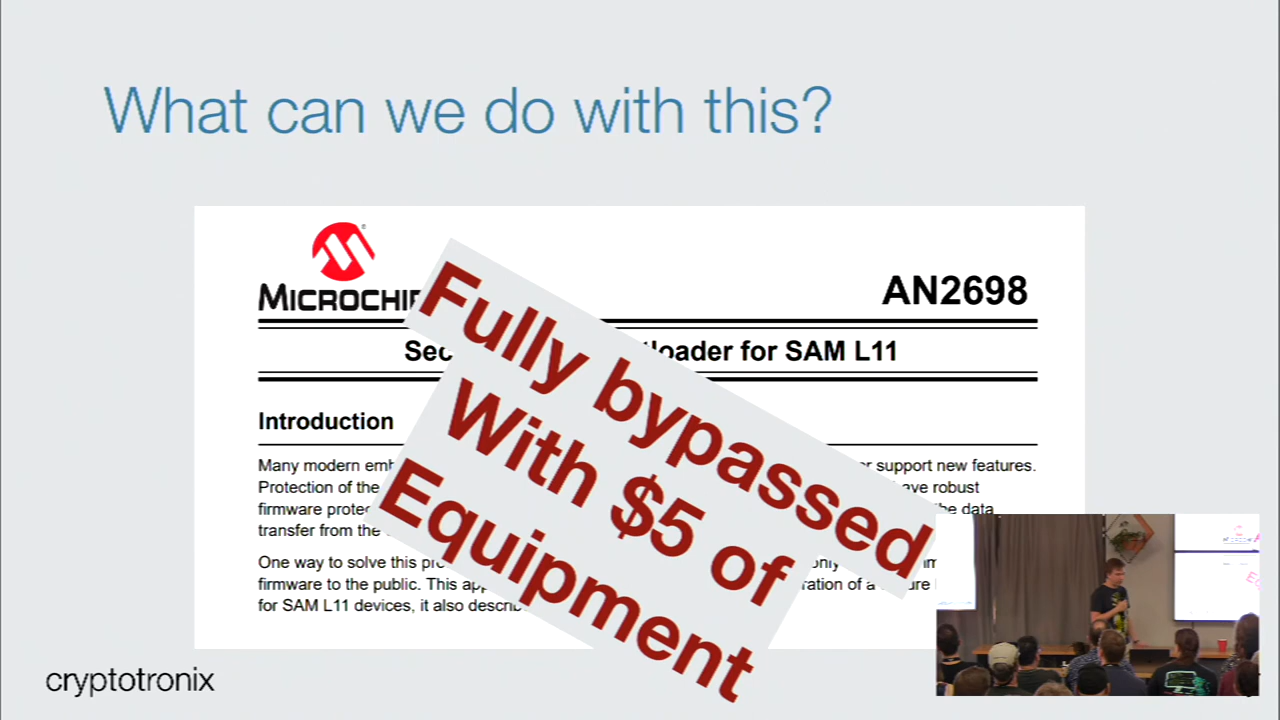 What can we do with this?
MICROCHI
AN2698
Sec loader for SAM L11
Fully bypassed
With $5 of
Equipment
Introduction
Many modern emb or support new features.
Protection of the ave robust
firmware prote he data
transfer from the
One way to solve this pro only
firmware to the public. This app ration of a
for SAM L11 devices, it also describ
cryptotronix